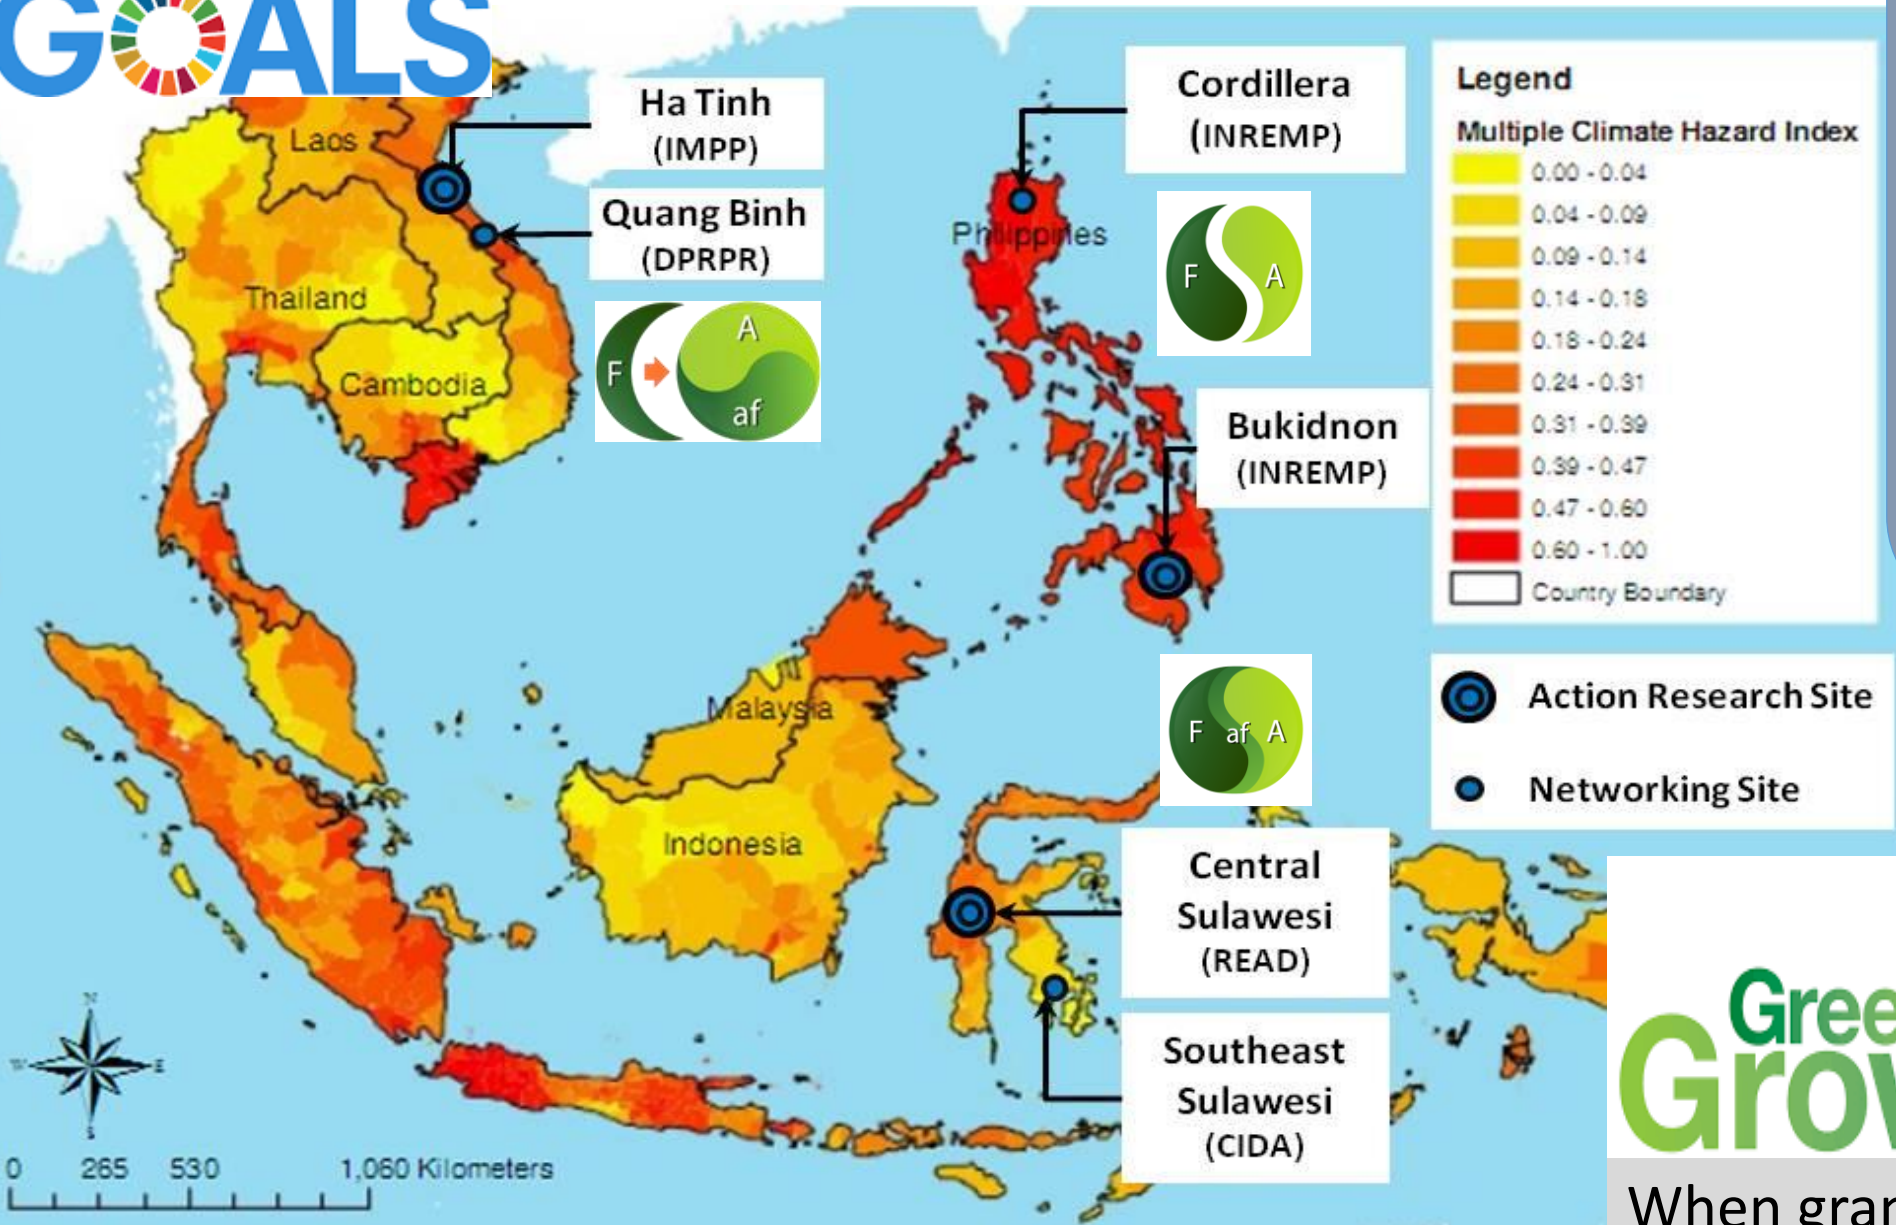 GOALS
Ha Tinh
(IMPP)
Quang Binh
(DPRPR)
F
A
af
Cordillera
(INREMP)
F A
Bukidnon
(INREMP)
F af A
Central
Sulawesi
(READ)
Southeast
Sulawesi
(CIDA)
Laos
Thailand
Cambodia
Philippines
Malaysia
Indonesia
Legend
Multiple Climate Hazard Index
0.00 - 0.04
0.04 - 0.09
0.09 - 0.14
0.14 - 0.18
0.18 - 0.24
0.24 - 0.31
0.31 - 0.39
0.39 - 0.47
0.47 - 0.60
0.60 - 1.00
Country Boundary
Action Research Site
Networking Site
N
W E
S
0 265 530 1,060 Kilometers
When